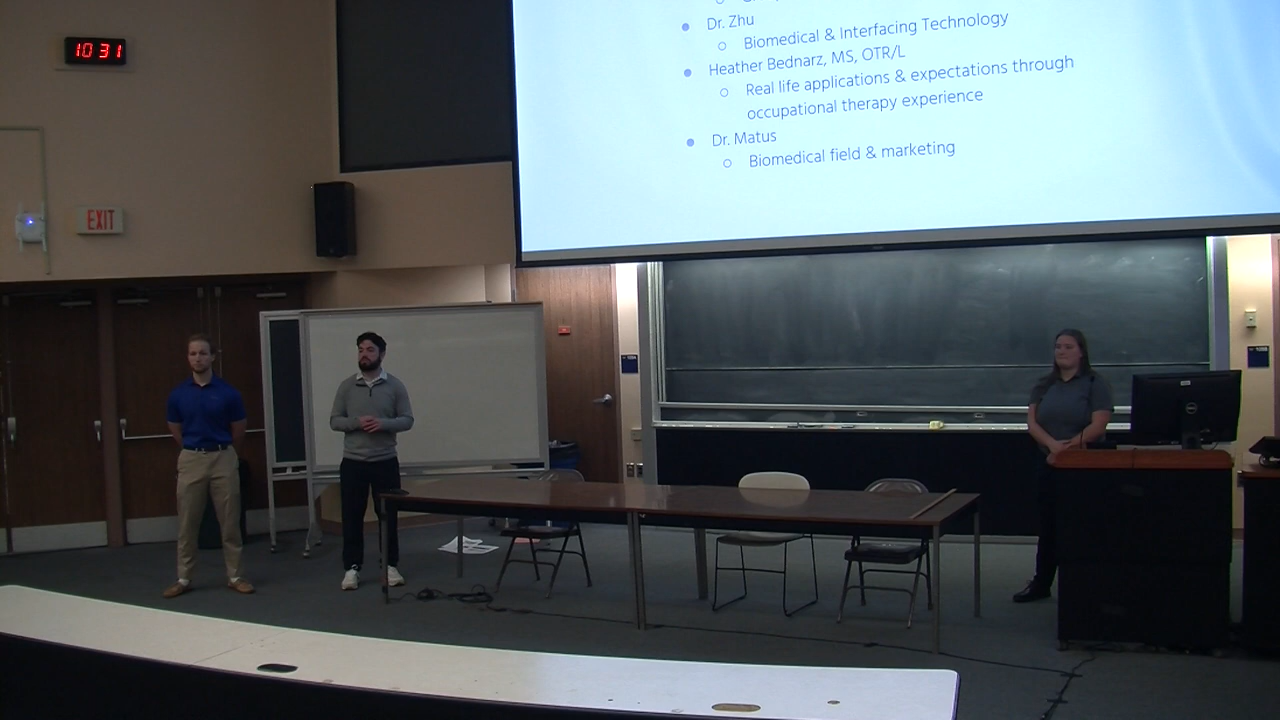 10:31
Dr. Zhu
Biomedical & Interfacing Technology
Heather Bednarz, MS, OTR/L
Real life applications & expectations through
occupational therapy experience
Dr. Matus
Biomedical field & marketing
EXIT
DELL